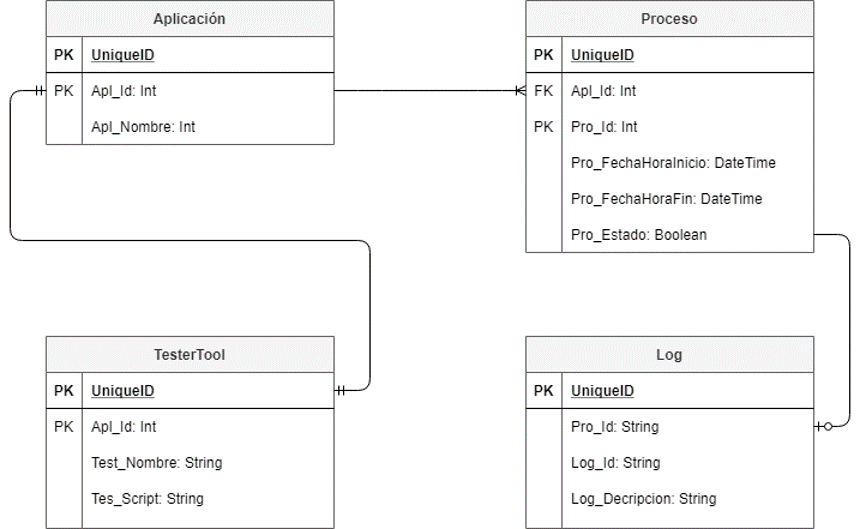 Aplicación
PK UniqueID
PK Apl_Id: Int
Apl_Nombre: Int
Proceso
PK UniqueID
FK Apl_Id: Int
PK Pro_Id: Int
Pro_FechaHoraInicio: DateTime
Pro_FechaHoraFin: DateTime
Pro_Estado: Boolean
TesterTool
PK UniqueID
PK Apl_Id: Int
Test_Nombre: String
Tes_Script: String
Log
PK UniqueID
Pro_Id: String
Log_Id: String
Log_Decripcion: String